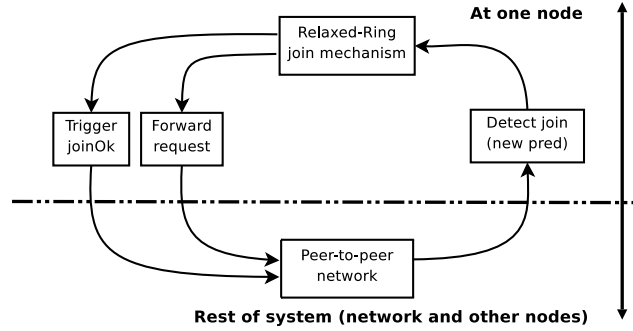 At one node
Relaxed-Ring
join mechanism
Trigger
joinOk
Forward
request
Detect join
(new pred)
Peer-to-peer
network
Rest of system (network and other nodes)